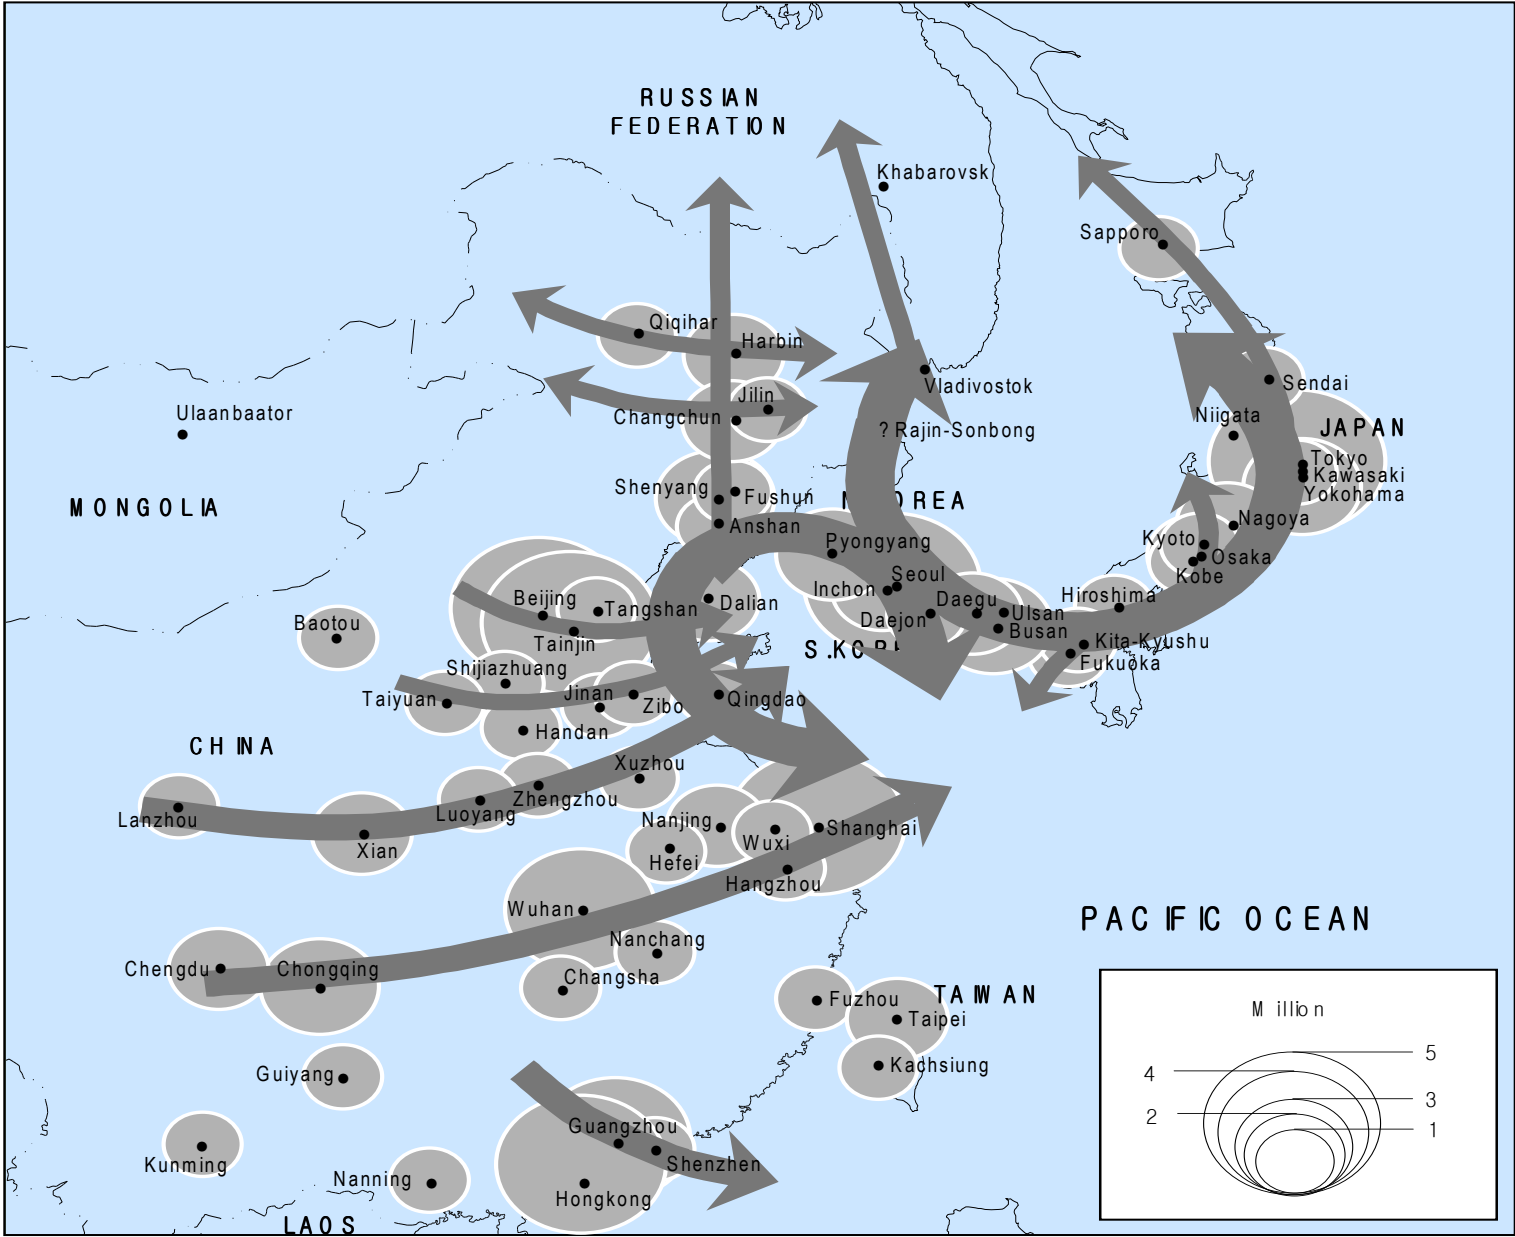 RUSSIAN
FEDERATION
Khabarovsk
Sapporo
Qiqihar
Harbin
Vladivostok
Sendai
Jilin
Changchun
Niigata
JAPAN
Ulaanbaator
? Rajin-Sonbong
Tokyo
Kawasaki
Yokohama
MONGOLIA
Shenyang
Fushun
N.KOREA
Anshan
Nagoya
Pyongyang
Kyoto
Osaka
Kobe
Seoul
Inchon
Beijing
Tangshan
Dalian
Daegu
Ulsan
Daejon
Busan
Hiroshima
Baotou
Tainjin
Kita-Kyushu
Fukuoka
S.KOREA
Shijiazhuang
Taiyuan
Jinan
Zibo
Qingdao
Handan
CHINA
Xuzhou
Zhengzhou
Luoyang
Lanzhou
Xian
Nanjing
Wuxi
Shanghai
Hefei
Hangzhou
Wuhan
PACIFIC OCEAN
Nanchang
Chengdu
Chongqing
Changsha
Fuzhou
TAIWAN
Taipei
Million
5
4
3
2
1
Guiyang
Kachsiung
Guangzhou
Shenzhen
Kunming
Nanning
Hongkong
LAOS